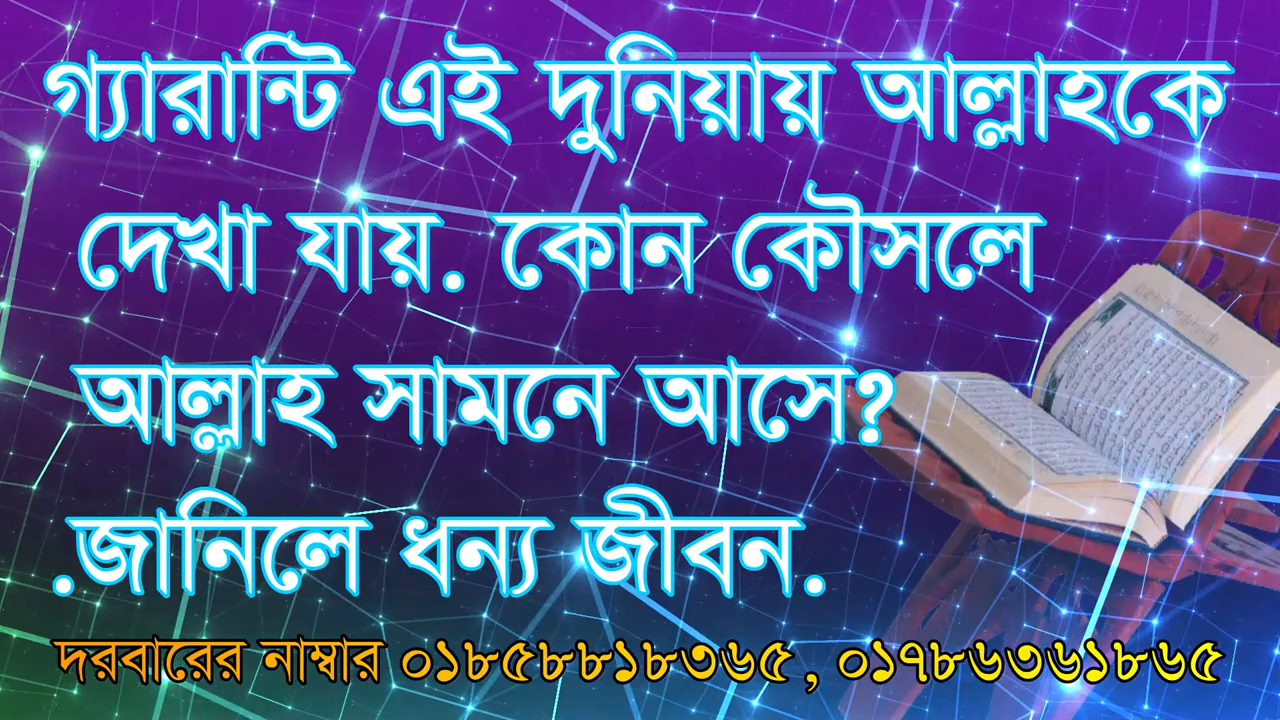 গ্যারান্টি এই দুনিয়ায় আল্লাহকে
দেখা যায়. কোন কৌসলে
আল্লাহ সামনে আসে?
.জানিলে ধন্য জীবন.
দরবারের নাম্বার ০১৮৫৮৮১৮৩৬৫, ০১৭৮৬৩৬১৮৬৫